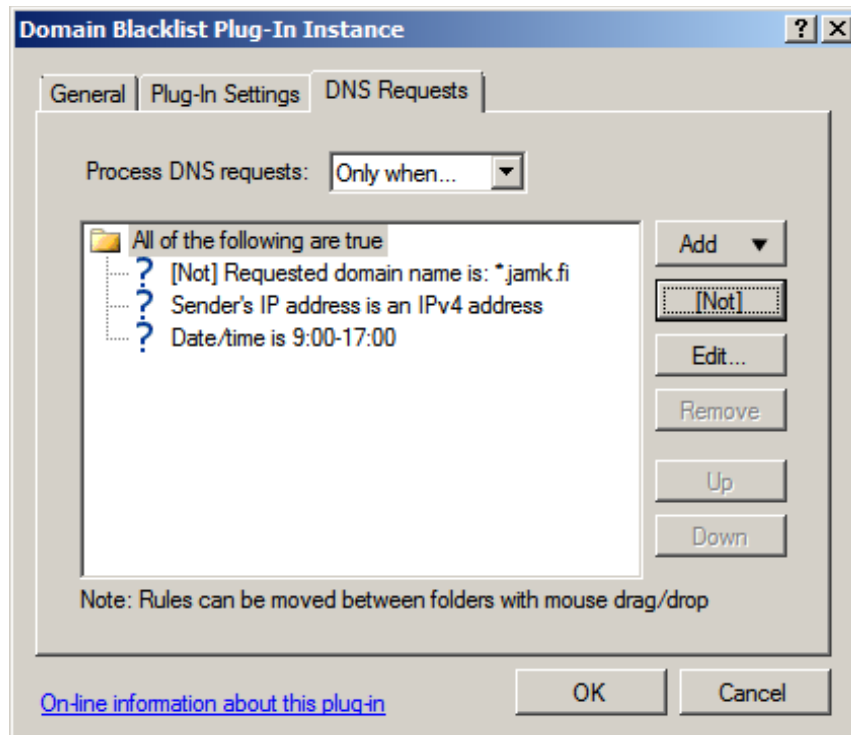 Domain Blacklist Plug-In Instance
General Plug-In Settings DNS Requests
Process DNS requests: Only when...
All of the following are true
[Not] Requested domain name is: *.jamk.fi
Sender's IP address is an IPv4 address
Date/time is 9:00-17:00
Add
[Not]
Edit...
Remove
Up
Down
Note: Rules can be moved between folders with mouse drag/drop
On-line information about this plug-in
OK
Cancel